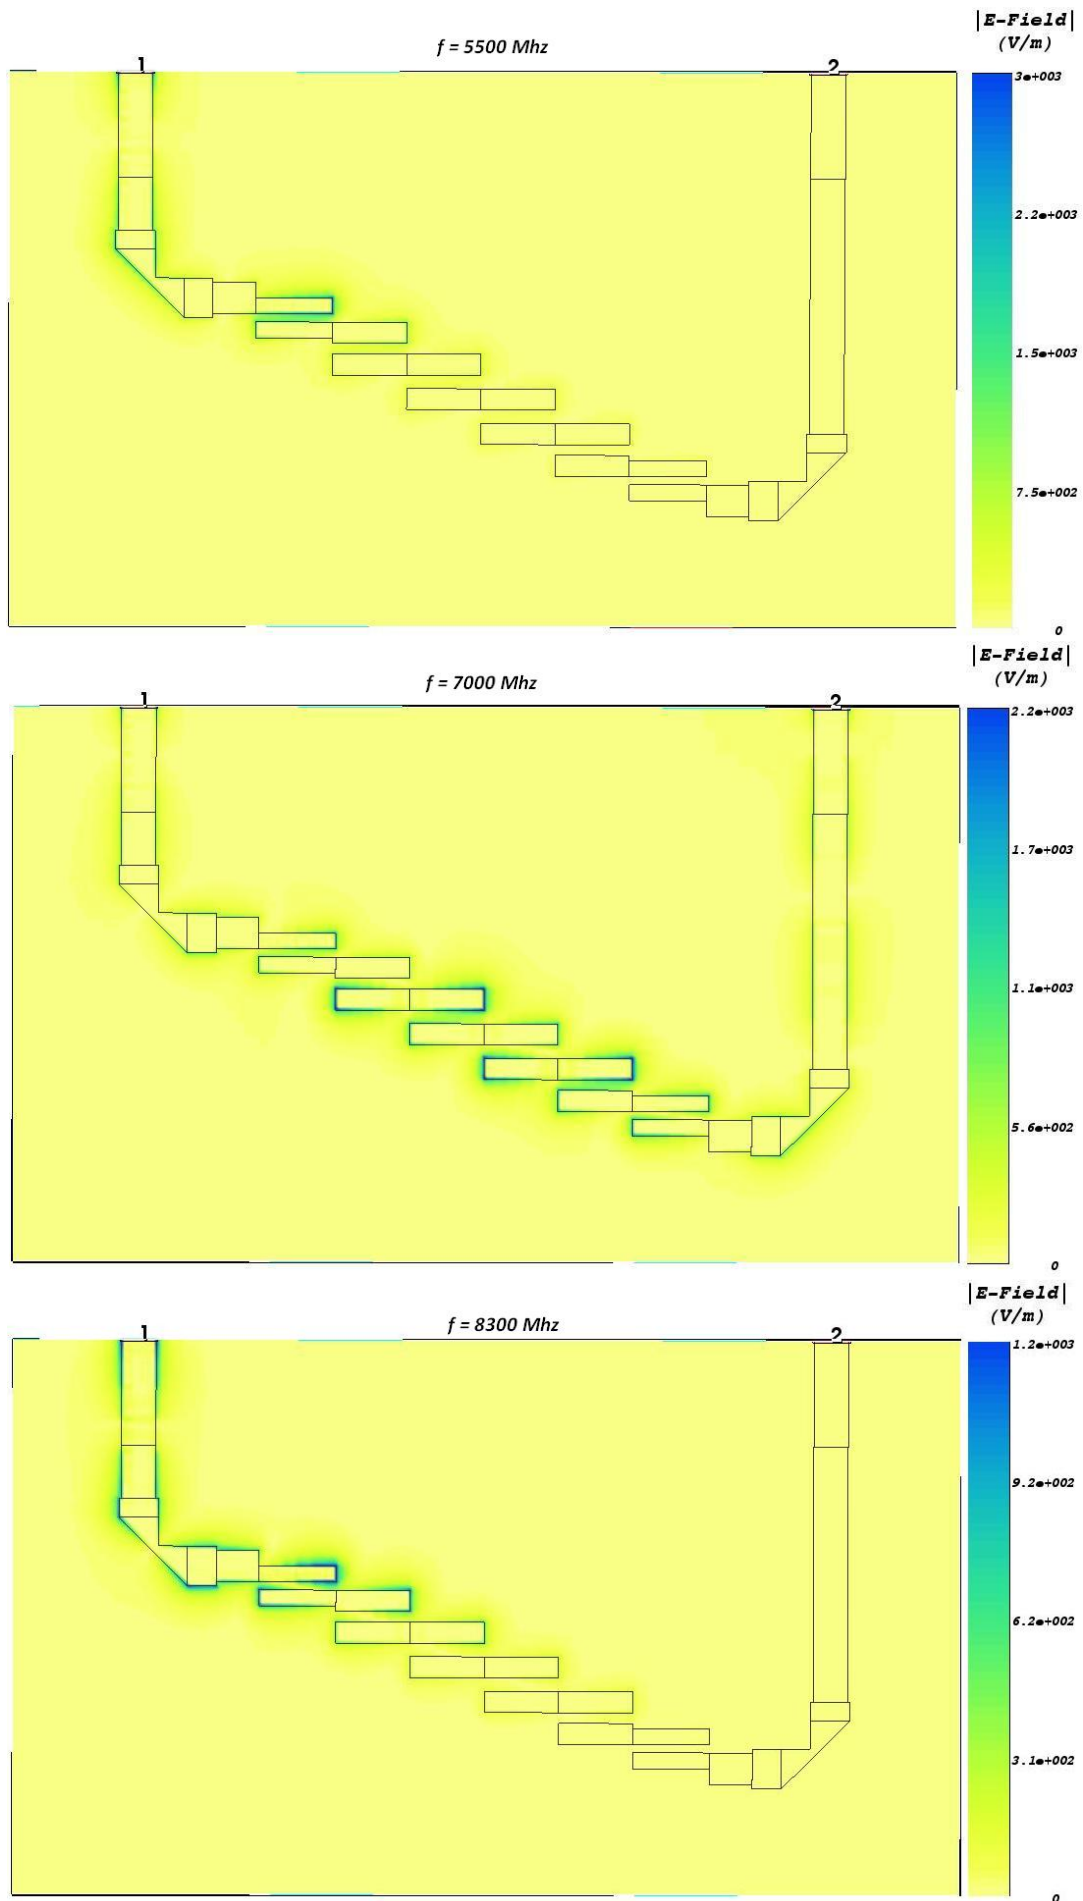 |E-Field|
(V/m)
f = 5500 Mhz
1
2
3e+003
2.2e+003
1.5e+003
7.5e+002
0
|E-Field|
(V/m)
f = 7000 Mhz
1
2
2.2e+003
1.7e+003
1.1e+003
5.6e+002
0
|E-Field|
(V/m)
f = 8300 Mhz
1
2
1.2e+003
9.2e+002
6.2e+002
3.1e+002
0